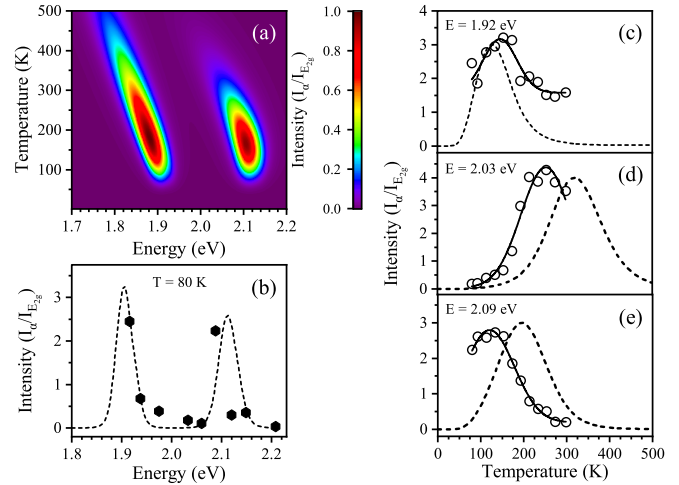 (a)
500
400
300
200
100
Temperature (K)
1.7 1.8 1.9 2.0 2.1 2.2
Energy (eV)
1.0
0.8
0.6
0.4
0.2
0.0
Intensity (Iα/IE2g)
T = 80 K
(b)
3
2
1
0
Intensity (Iα/IE2g)
1.8 1.9 2.0 2.1 2.2
Energy (eV)
E = 1.92 eV
(c)
4
3
2
1
0
E = 2.03 eV
(d)
4
3
2
1
0
Intensity (Iα/IE2g)
E = 2.09 eV
(e)
3
2
1
0
0 100 200 300 400 500
Temperature (K)